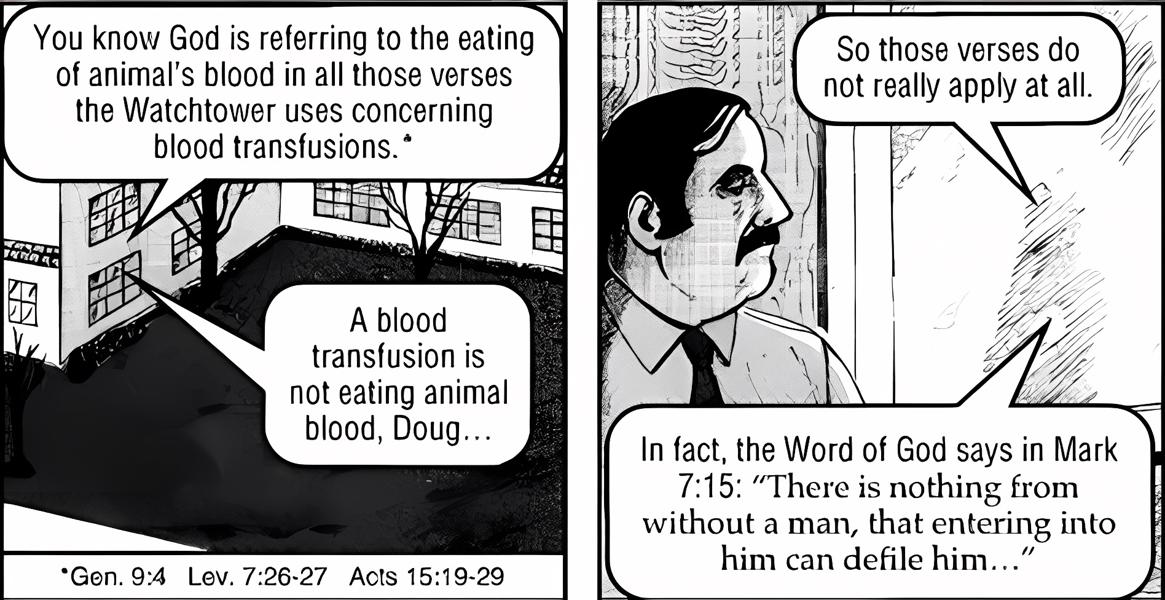 You know God is referring to the eating
of animal's blood in all those verses
the Watchtower uses concerning
blood transfusions.*
A blood
transfusion is
not eating animal
blood, Doug...
*Gen. 9:4   Lev. 7:26-27   Acts 15:19-29
So those verses do
not really apply at all.
In fact, the Word of God says in Mark
7:15: “There is nothing from
without a man, that entering into
him can defile him...”